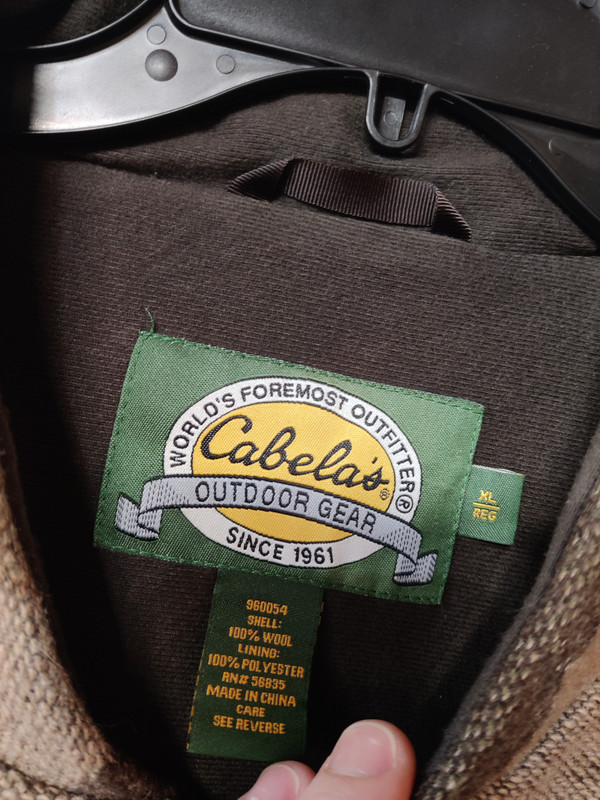 WORLD'S FOREMOST OUTFITTER®
Cabela's®
OUTDOOR GEAR
SINCE 1961
XL
REG
960054
SHELL:
100% WOOL
LINING:
100% POLYESTER
RN# 56835
MADE IN CHINA
CARE
SEE REVERSE